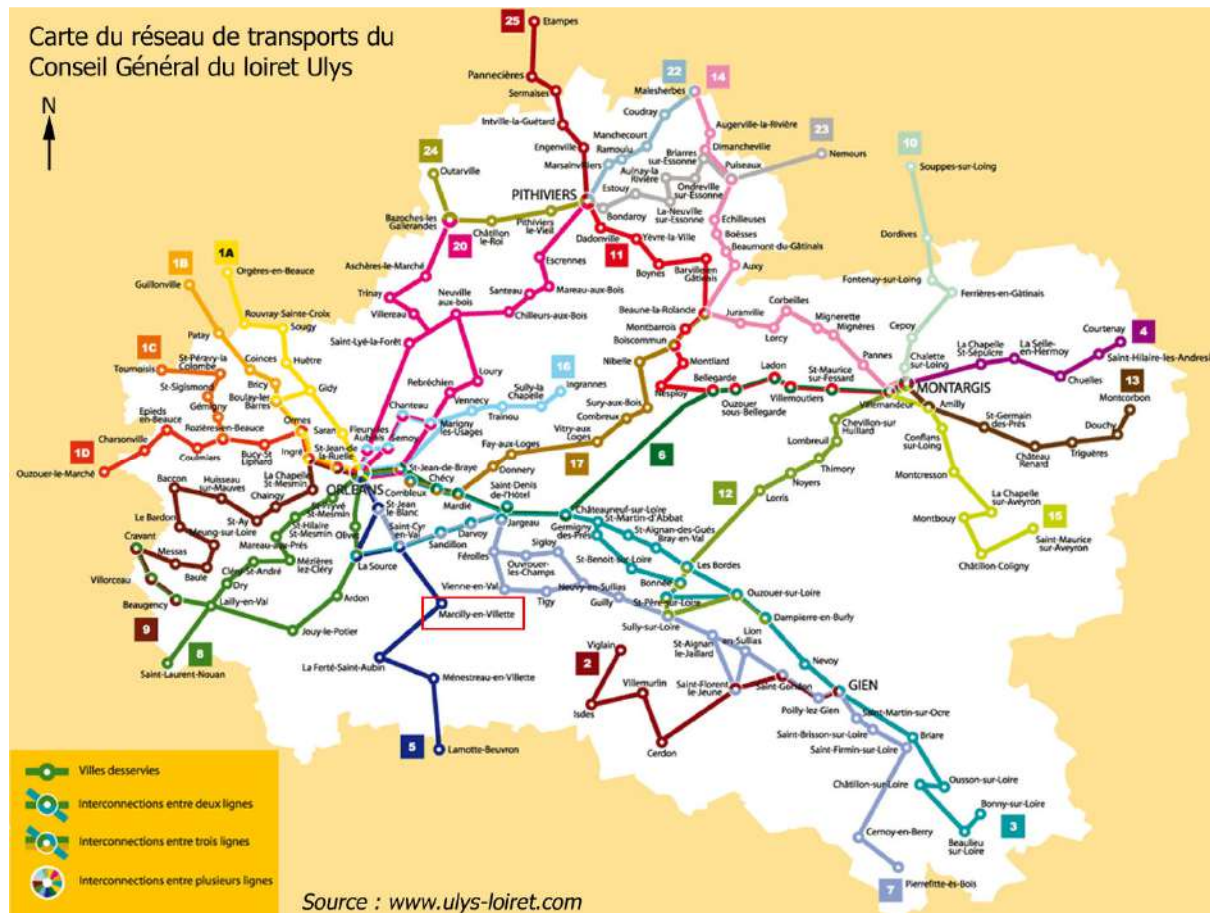 Carte du réseau de transports du
Conseil Général du loiret Ulys
N
25
Etampes
Pannecières
Sermaises
Intville-la-Guétard
Engenville
Marsainvilliers
PITHIVIERS
22
14
Malesherbes
Coudray
Manchecourt
Ramoulu
Augerville-la-Rivière
Dimancheville
Briarres
sur-Essonne
Puiseaux
23
Nemours
Aulnay-la
Rivière
Ondreville
sur-Essonne
Estouy
La-Neuville
sur-Essonne
Bondaroy
24
Outarville
Bazoches-les
Gallerandes
Châtillon
le-Roi
Pithiviers
le-Vieil
20
Aschères-le-Marché
Trinay
Villereau
Neuville
aux-bois
Saint-Lyé-la-Forêt
Escrennes
Santeau
Mareau-aux-Bois
Chilleurs-aux-Bois
Loury
Rebréchien
Dadonville
Yèvre-la-Ville
11
Boynes
Barville-en
Gâtinais
Echilleuses
Boësses
Beaumont-du-Gâtinais
Auxy
Beaune-la-Rolande
Juranville
Lorcy
Corbeilles
Mignerette
Mignères
Pannes
Montbarrois
Boiscommun
Nibelle
Montliard
Nesploy
Bellegarde
Ladon
Ouzouer
sous-Bellegarde
Villemoutiers
St-Maurice
sur-Fessard
10
Souppes-sur-Loing
Dordives
Fontenay-sur-Loing
Ferrières-en-Gâtinais
Cepoy
Chalette
sur-Loing
MONTARGIS
Villemandeur
Amilly
La Chapelle
St-Sépulcre
La Selle-
en-Hermoy
Courtenay
4
Saint-Hilaire-les-Andresis
Chuelles
13
Montcorbon
Douchy
Triguères
Château
Renard
St-Germain
des-Prés
Conflans
sur-Loing
Montcresson
La Chapelle
sur-Aveyron
Montbouy
15
Saint-Maurice
sur-Aveyron
Châtillon-Coligny
Chevillon-sur
Huillard
Lombreuil
Thimory
Noyers
Lorris
12
1A
1B
Orgères-en-Beauce
Guillonville
Rouvray-Sainte-Croix
Sougy
Patay
Huêtre
Coinces
Bricy
Gidy
Boulay-les
Barres
1C
Tournoisis
St-Péravy-la
Colombe
St-Sigismond
Gémigny
Epieds
en-Beauce
Rozières-en-Beauce
Ormes
Saran
Charsonville
1D
Ouzouer-le-Marché
Coulmiers
Bucy-St
Liphard
Ingré
St-Jean-de
la-Ruelle
La Chapelle
St-Mesmin
ORLEANS
Fleury-les
Aubrais
Semoy
Chanteau
Marigny
les-Usages
Vennecy
Traînou
Sully-la
Chapelle
16
Ingrannes
Sury-aux-Bois
Combreux
Vitry-aux
Loges
Fay-aux-Loges
17
Donnery
6
St-Jean-de-Braye
Chécy
Combleux
Mardié
Saint-Denis
de-l'Hôtel
Jargeau
Châteauneuf-sur-Loire
Germigny
des-Prés
St-Martin-d'Abbat
St-Aignan-des-Gués
Bray-en-Val
St-Benoit-sur-Loire
Les Bordes
Bonnée
St-Père-sur-Loire
Ouzouer-sur-Loire
Sully-sur-Loire
Dampierre-en-Burly
Baccon
Huisseau
sur-Mauves
Chaingy
St-Ay
Le Bardon
Meung-sur-Loire
Cravant
Messas
Baule
Villorceau
Beaugency
9
St-Pryvé
St-Mesmin
St-Hilaire
St-Mesmin
Olivet
Mareau-aux-Prés
Mézières
lez-Cléry
Cléry-St-André
Dry
Lailly-en-Val
8
Saint-Laurent-Nouan
Jouy-le-Potier
Ardon
La Source
St-Jean
le-Blanc
Saint-Cyr
en-Val
Sandillon
Darvoy
Férolles
Ouvrouer-
les-Champs
Sigloy
Vienne-en-Val
Tigy
Neuvy-en-Sullias
Guilly
Marcilly-en-Villette
La Ferté-Saint-Aubin
Ménestreau-en-Villette
5
Lamotte-Beuvron
2
Viglain
Villemurlin
Isdes
Cerdon
St-Aignan
le-Jaillard
Lion
en-Sullias
Saint-Florent
le-Jeune
Saint-Gondon
Nevoy
GIEN
Poilly-lez-Gien
Saint-Martin-sur-Ocre
Saint-Brisson-sur-Loire
Saint-Firmin-sur-Loire
Briare
Châtillon-sur-Loire
Ousson-sur-Loire
Bonny-sur-Loire
Beaulieu
sur-Loire
3
Cernoy-en-Berry
7
Pierrefitte-ès-Bois
Villes desservies
Interconnections entre deux lignes
Interconnections entre trois lignes
Interconnections entre plusieurs lignes
Source : www.ulys-loiret.com